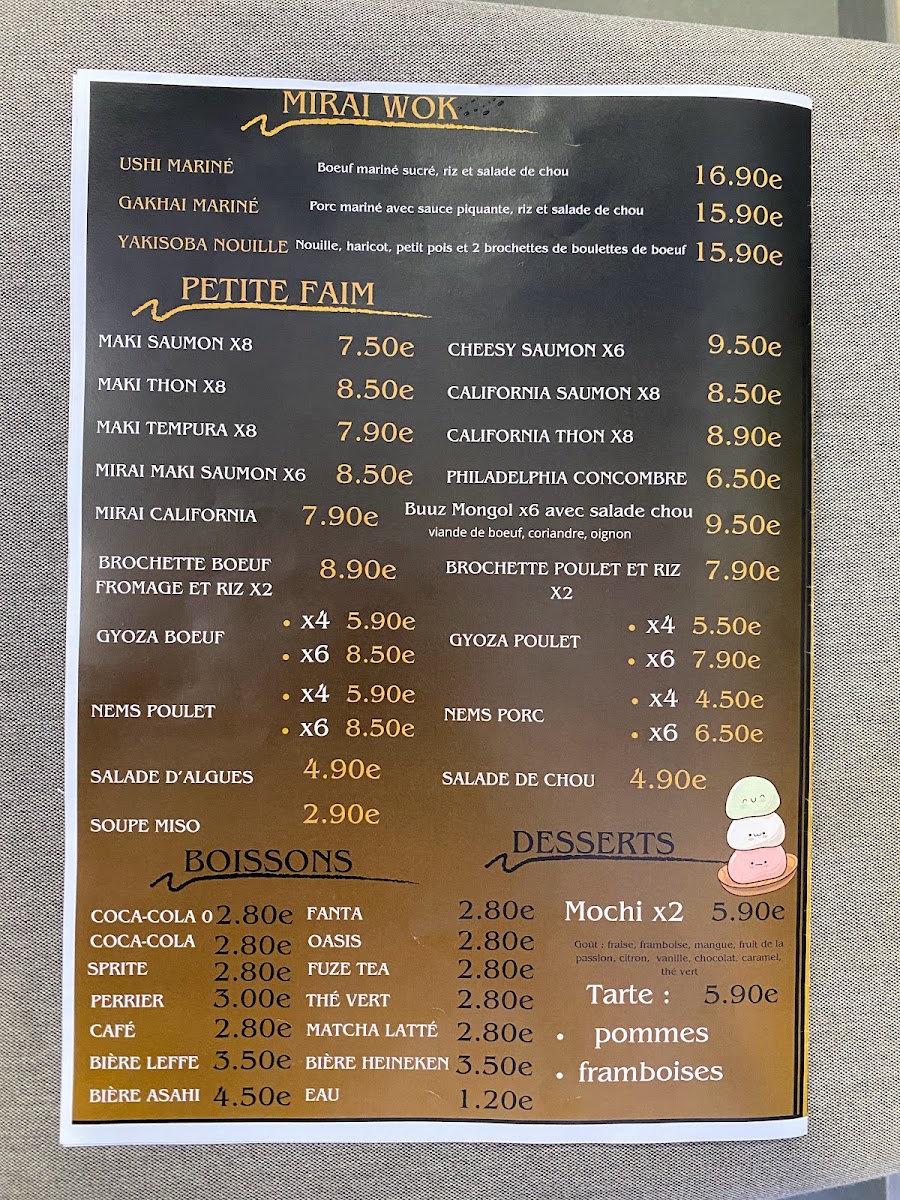 MIRAI WOK
USHI MARINÉ Boeuf mariné sucré, riz et salade de chou 16.90e
GAKHAI MARINÉ Porc mariné avec sauce piquante, riz et salade de chou 15.90e
YAKISOBA NOUILLE Nouille, haricot, petit pois et 2 brochettes de boulettes de boeuf 15.90e
PETITE FAIM
MAKI SAUMON X8 7.50e CHEESY SAUMON X6 9.50e
MAKI THON X8 8.50e CALIFORNIA SAUMON X8 8.50e
MAKI TEMPURA X8 7.90e CALIFORNIA THON X8 8.90e
MIRAI MAKI SAUMON X6 8.50e PHILADELPHIA CONCOMBRE 6.50e
MIRAI CALIFORNIA 7.90e Buuz Mongol x6 avec salade chou 9.50e
viande de boeuf, coriandre, oignon
BROCHETTE BOEUF 8.90e BROCHETTE POULET ET RIZ 7.90e
FROMAGE ET RIZ X2 X2
GYOZA BOEUF • x4 5.90e GYOZA POULET • x4 5.50e
• x6 8.50e • x6 7.90e
NEMS POULET • x4 5.90e NEMS PORC • x4 4.50e
• x6 8.50e • x6 6.50e
SALADE D'ALGUES 4.90e SALADE DE CHOU 4.90e
SOUPE MISO 2.90e
BOISSONS
COCA-COLA 0 2.80e FANTA 2.80e
COCA-COLA 2.80e OASIS 2.80e
SPRITE 2.80e FUZE TEA 2.80e
PERRIER 3.00e THÉ VERT 2.80e
CAFÉ 2.80e MATCHA LATTÉ 2.80e
BIÈRE LEFFE 3.50e BIÈRE HEINEKEN 3.50e
BIÈRE ASAHI 4.50e EAU 1.20e
DESSERTS
Mochi x2 5.90e
Goût : fraise, framboise, mangue, fruit de la
passion, citron, vanille, chocolat, caramel,
thé vert
Tarte : 5.90e
• pommes
• framboises